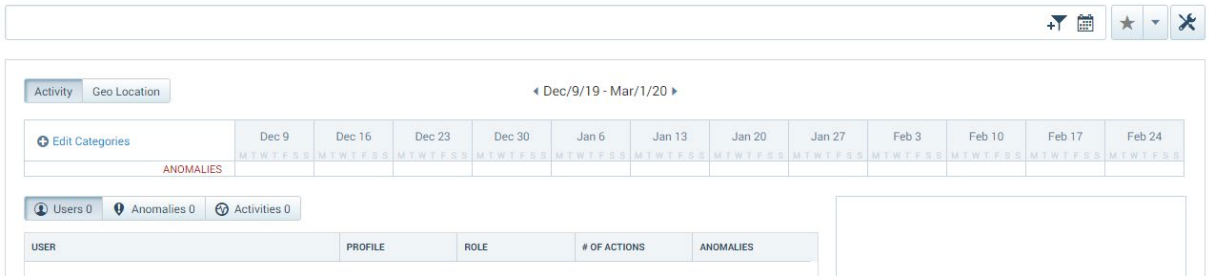 Activity Geo Location Dec/9/19 - Mar/1/20
Edit Categories Dec 9 Dec 16 Dec 23 Dec 30 Jan 6 Jan 13 Jan 20 Jan 27 Feb 3 Feb 10 Feb 17 Feb 24
M T W T F S S M T W T F S S M T W T F S S M T W T F S S M T W T F S S M T W T F S S M T W T F S S M T W T F S S M T W T F S S M T W T F S S M T W T F S S M T W T F S S
ANOMALIES
Users 0 Anomalies 0 Activities 0
USER PROFILE ROLE # OF ACTIONS ANOMALIES